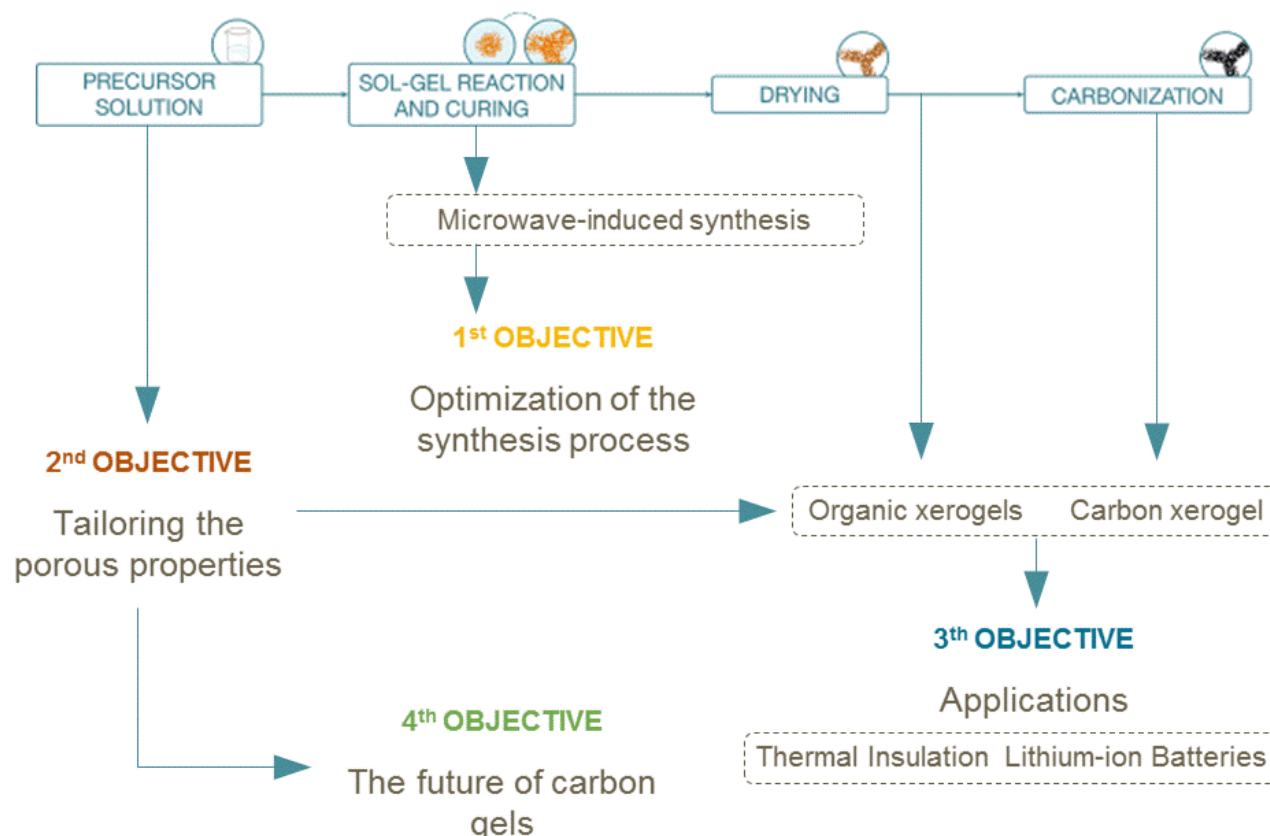 PRECURSOR
SOLUTION
SOL-GEL REACTION
AND CURING
DRYING
CARBONIZATION
Microwave-induced synthesis
1st OBJECTIVE
Optimization of the
synthesis process
2nd OBJECTIVE
Tailoring the
porous properties
Organic xerogels Carbon xerogel
3th OBJECTIVE
Applications
Thermal Insulation Lithium-ion Batteries
4th OBJECTIVE
The future of carbon
gels